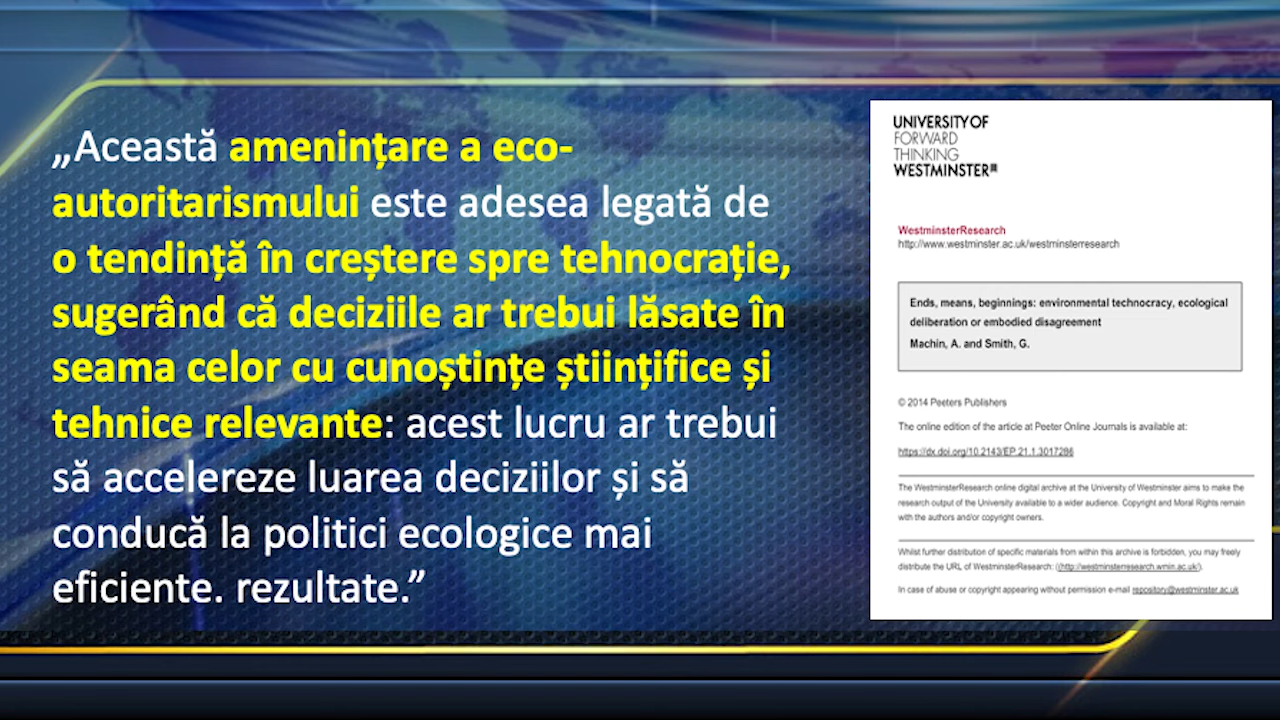 „Această amenințare a eco-
autoritarismului este adesea legată de
o tendință în creștere spre tehnocrație,
sugerând că deciziile ar trebui lăsate în
seama celor cu cunoștințe științifice și
tehnice relevante: acest lucru ar trebui
să accelereze luarea deciziilor și să
conducă la politici ecologice mai
eficiente. rezultate.”
UNIVERSITY OF
FORWARD
THINKING
WESTMINSTER
WestminsterResearch
http://www.westminster.ac.uk/westminsterresearch
Ends, means, beginnings: environmental technocracy, ecological
deliberation or embodied disagreement
Machin, A. and Smith, G.
© 2014 Peeters Publishers
The online edition of the article at Peeter Online Journals is available at:
https://dx.doi.org/10.2143/EP.21.1.3017286
The WestminsterResearch online digital archive at the University of Westminster aims to make the
research output of the University available to a wider audience. Copyright and Moral Rights remain
with the authors and/or copyright owners.
Whilst further distribution of specific materials from within this archive is forbidden, you may freely
distribute the URL of WestminsterResearch: ((http://westminsterresearch.wmin.ac.uk/).
In case of abuse or copyright appearing without permission e-mail repository@westminster.ac.uk